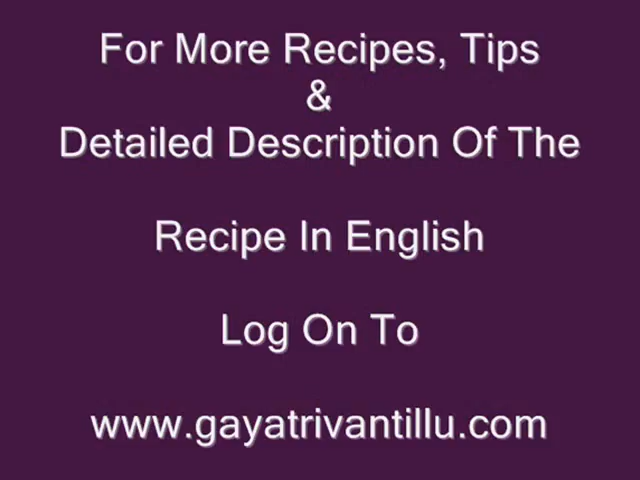 For More Recipes, Tips
&
Detailed Description Of The
Recipe In English
Log On To
www.gayatrivantillu.com